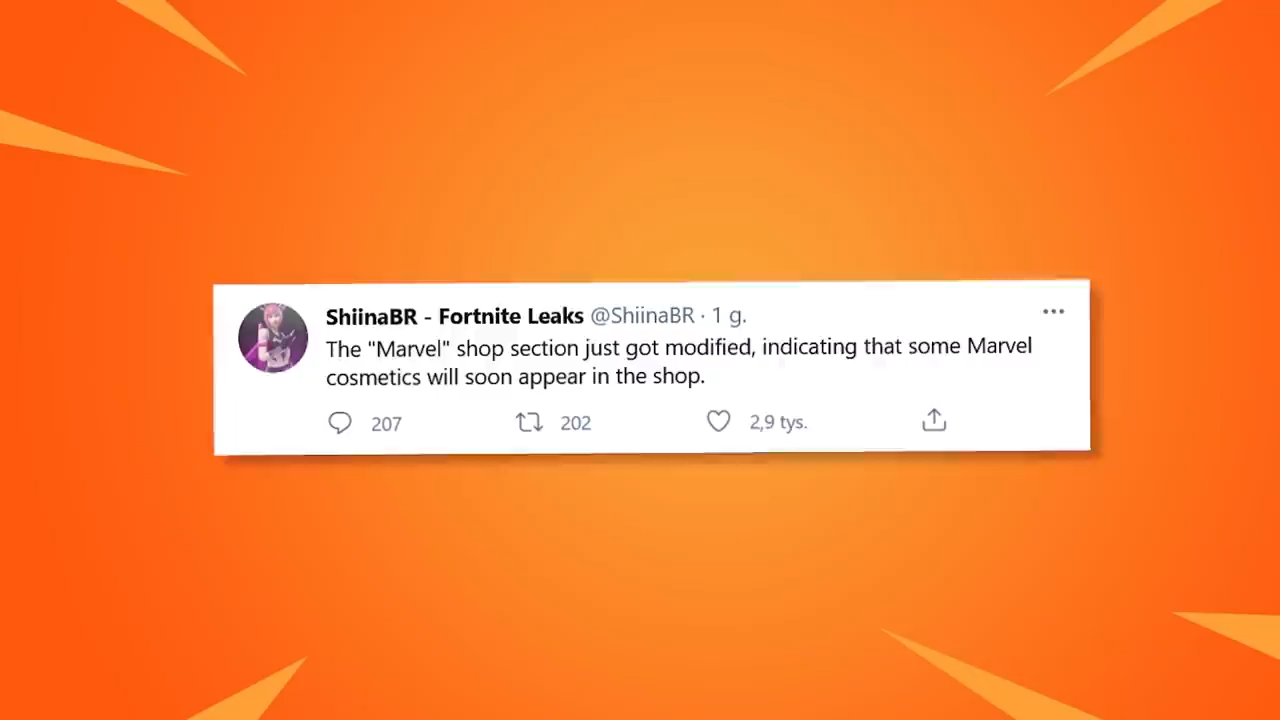 ShiinaBR - Fortnite Leaks @ShiinaBR · 1 g.
The "Marvel" shop section just got modified, indicating that some Marvel
cosmetics will soon appear in the shop.
207 202 2,9 tys.